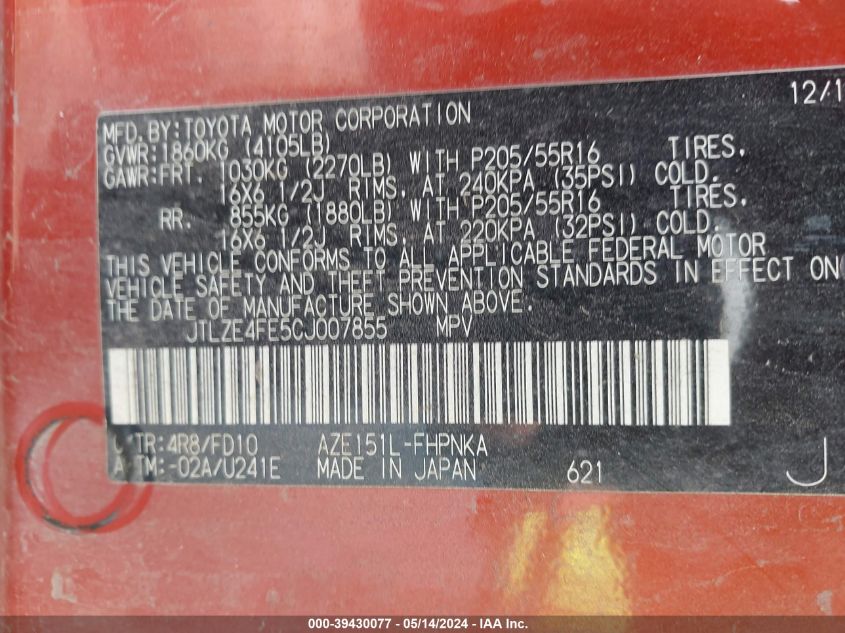 12/1
MFD. BY:TOYOTA MOTOR CORPORATION
GVWR:1860KG (4105LB)
GAWR:FRT. 1030KG (2270LB) WITH P205/55R16 TIRES.
16X6 1/2J RIMS. AT 240KPA (35PSI) COLD.
RR. 855KG (1880LB) WITH P205/55R16 TIRES.
16X6 1/2J RIMS. AT 220KPA (32PSI) COLD.
THIS VEHICLE CONFORMS TO ALL APPLICABLE FEDERAL MOTOR
VEHICLE SAFETY AND THEFT PREVENTION STANDARDS IN EFFECT ON
THE DATE OF MANUFACTURE SHOWN ABOVE.
JTLZE4FE5CJ007855 MPV
C/TR:4R8/FD10 AZE151L-FHPNKA
A/TM:-02A/U241E MADE IN JAPAN 621 J
000-39430077 - 05/14/2024 - IAA Inc.